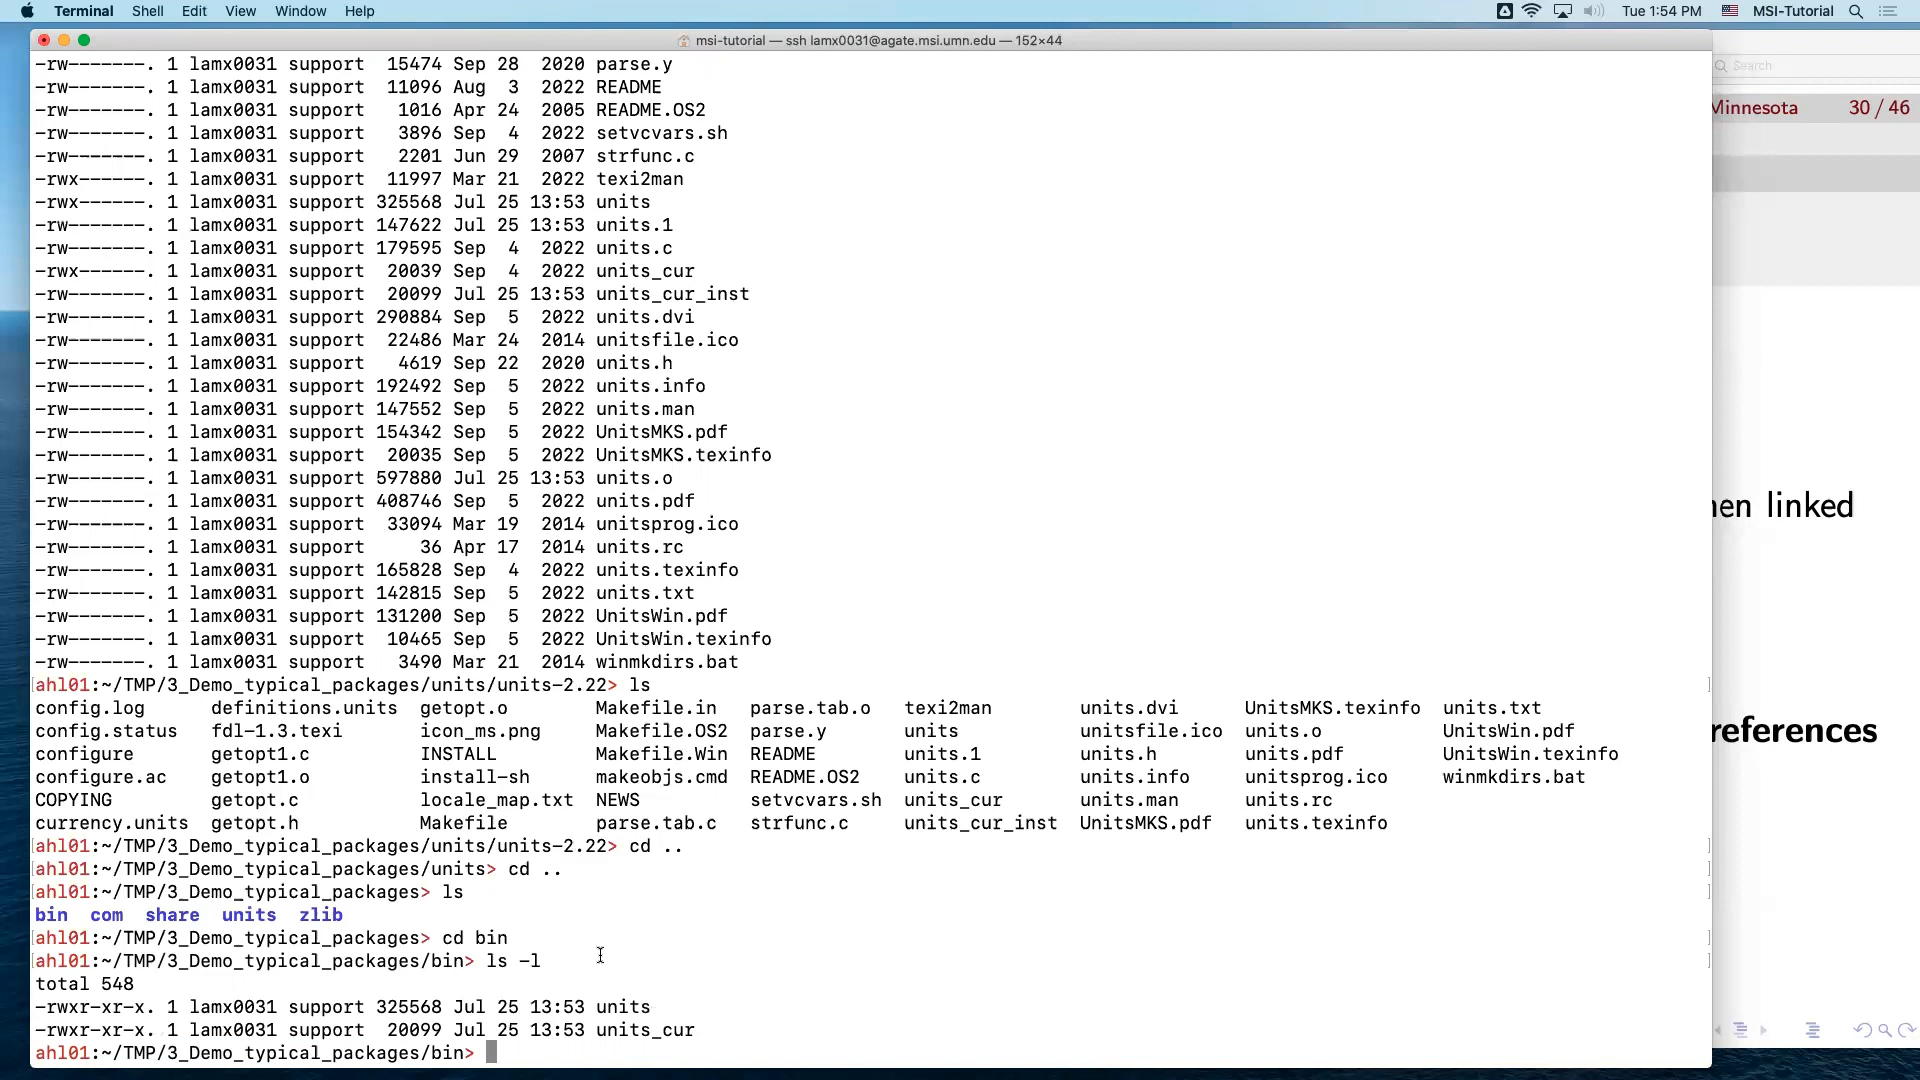 Terminal Shell Edit View Window Help Tue 1:54 PM MSI-Tutorial
msi-tutorial — ssh lamx0031@agate.msi.umn.edu — 152×44
-rw-------. 1 lamx0031 support  15474 Sep 28  2020 parse.y
-rw-------. 1 lamx0031 support  11096 Aug  3  2022 README
-rw-------. 1 lamx0031 support   1016 Apr 24  2005 README.OS2
-rw-------. 1 lamx0031 support   3896 Sep  4  2022 setvcvars.sh
-rw-------. 1 lamx0031 support   2201 Jun 29  2007 strfunc.c
-rwx------. 1 lamx0031 support  11997 Mar 21  2022 texi2man
-rwx------. 1 lamx0031 support 325568 Jul 25 13:53 units
-rw-------. 1 lamx0031 support 147622 Jul 25 13:53 units.1
-rw-------. 1 lamx0031 support 179595 Sep  4  2022 units.c
-rwx------. 1 lamx0031 support  20039 Sep  4  2022 units_cur
-rw-------. 1 lamx0031 support  20099 Jul 25 13:53 units_cur_inst
-rw-------. 1 lamx0031 support 290884 Sep  5  2022 units.dvi
-rw-------. 1 lamx0031 support  22486 Mar 24  2014 unitsfile.ico
-rw-------. 1 lamx0031 support   4619 Sep 22  2020 units.h
-rw-------. 1 lamx0031 support 192492 Sep  5  2022 units.info
-rw-------. 1 lamx0031 support 147552 Sep  5  2022 units.man
-rw-------. 1 lamx0031 support 154342 Sep  5  2022 UnitsMKS.pdf
-rw-------. 1 lamx0031 support  20035 Sep  5  2022 UnitsMKS.texinfo
-rw-------. 1 lamx0031 support 597880 Jul 25 13:53 units.o
-rw-------. 1 lamx0031 support 408746 Sep  5  2022 units.pdf
-rw-------. 1 lamx0031 support  33094 Mar 19  2014 unitsprog.ico
-rw-------. 1 lamx0031 support     36 Apr 17  2014 units.rc
-rw-------. 1 lamx0031 support 165828 Sep  4  2022 units.texinfo
-rw-------. 1 lamx0031 support 142815 Sep  5  2022 units.txt
-rw-------. 1 lamx0031 support 131200 Sep  5  2022 UnitsWin.pdf
-rw-------. 1 lamx0031 support  10465 Sep  5  2022 UnitsWin.texinfo
-rw-------. 1 lamx0031 support   3490 Mar 21  2014 winmkdirs.bat
ahl01:~/TMP/3_Demo_typical_packages/units/units-2.22> ls
config.log definitions.units getopt.o Makefile.in parse.tab.o texi2man units.dvi UnitsMKS.texinfo units.txt
config.status fdl-1.3.texi icon_ms.png Makefile.OS2 parse.y units unitsfile.ico units.o UnitsWin.pdf
configure getopt1.c INSTALL Makefile.Win README units.1 units.h units.pdf UnitsWin.texinfo
configure.ac getopt1.o install-sh makeobjs.cmd README.OS2 units.c units.info unitsprog.ico winmkdirs.bat
COPYING getopt.c locale_map.txt NEWS setvcvars.sh units_cur units.man units.rc
currency.units getopt.h Makefile parse.tab.c strfunc.c units_cur_inst UnitsMKS.pdf units.texinfo
ahl01:~/TMP/3_Demo_typical_packages/units/units-2.22> cd ..
ahl01:~/TMP/3_Demo_typical_packages/units> cd ..
ahl01:~/TMP/3_Demo_typical_packages> ls
bin com share units zlib
ahl01:~/TMP/3_Demo_typical_packages> cd bin
ahl01:~/TMP/3_Demo_typical_packages/bin> ls -l
total 548
-rwxr-xr-x. 1 lamx0031 support 325568 Jul 25 13:53 units
-rwxr-xr-x. 1 lamx0031 support  20099 Jul 25 13:53 units_cur
ahl01:~/TMP/3_Demo_typical_packages/bin>
Search
Minnesota 30 / 46
linked
references